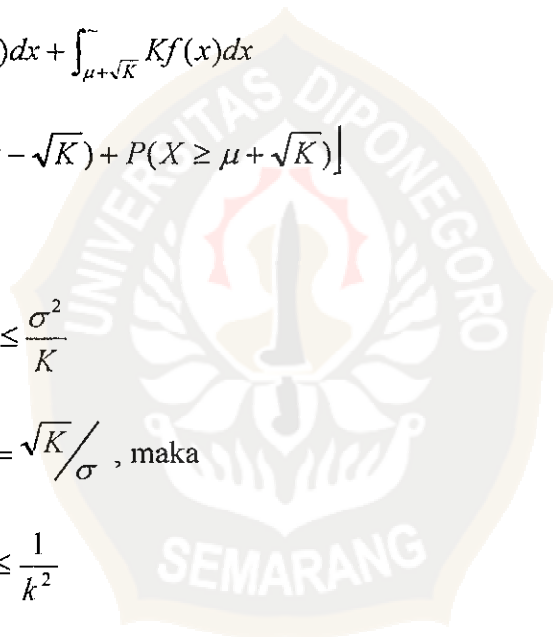 )dx + ∫_{μ+√K}^{~} Kf(x)dx
− √K) + P(X ≥ μ + √K)⌋
≤ σ²/K
= √K/σ , maka
≤ 1/k²
UNIVERSITAS DIPONEGORO
SEMARANG